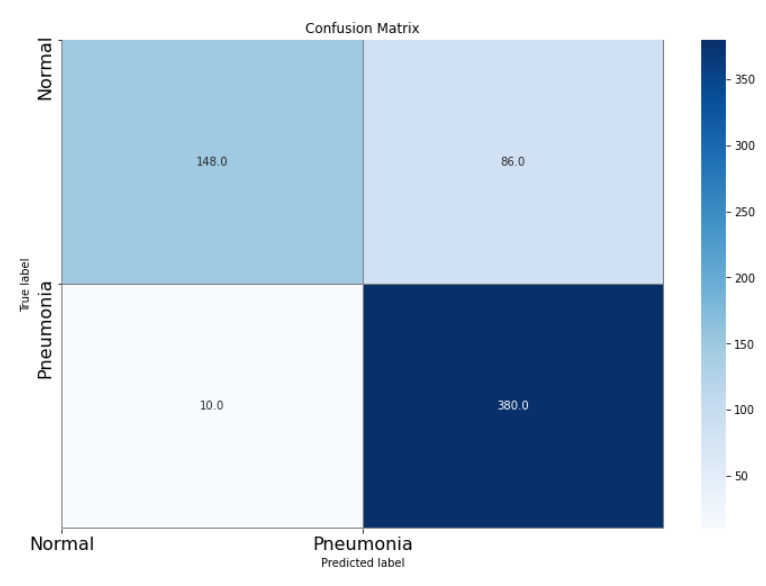 Confusion Matrix
Normal
148.0
86.0
True label
Pneumonia
10.0
380.0
Normal
Pneumonia
Predicted label
350
300
250
200
150
100
50